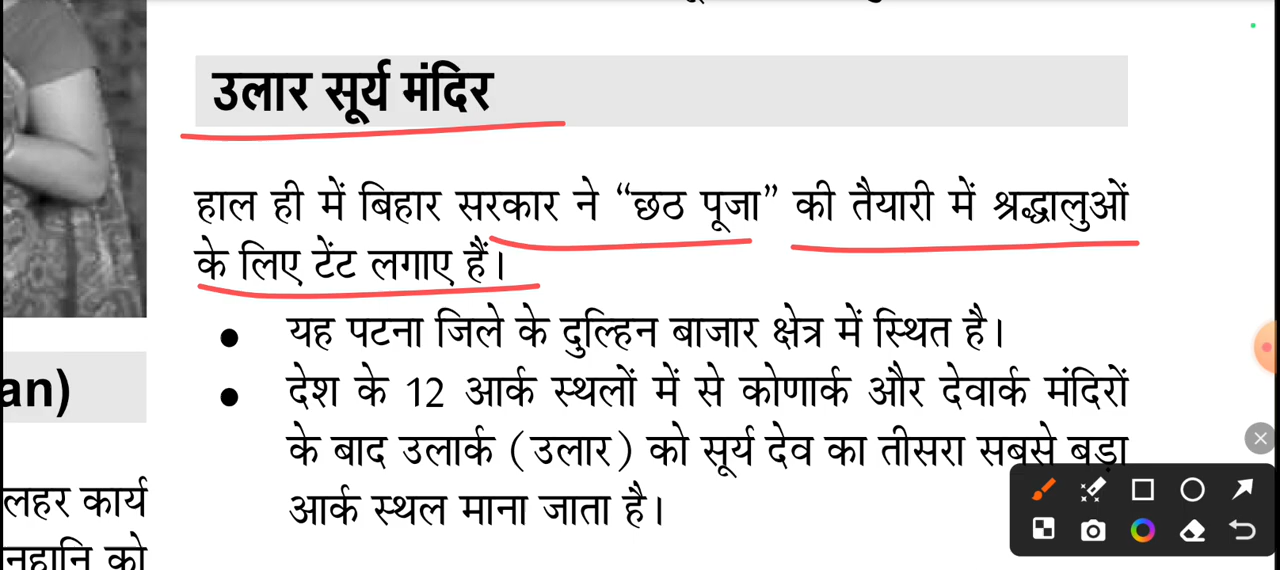 उलार सूर्य मंदिर
हाल ही में बिहार सरकार ने “छठ पूजा” की तैयारी में श्रद्धालुओं
के लिए टेंट लगाए हैं।
● यह पटना जिले के दुल्हिन बाजार क्षेत्र में स्थित है।
● देश के 12 आर्क स्थलों में से कोणार्क और देवार्क मंदिरों
के बाद उलार्क (उलार) को सूर्य देव का तीसरा सबसे बड़ा
आर्क स्थल माना जाता है।
an)
लहर कार्य
नहानि को